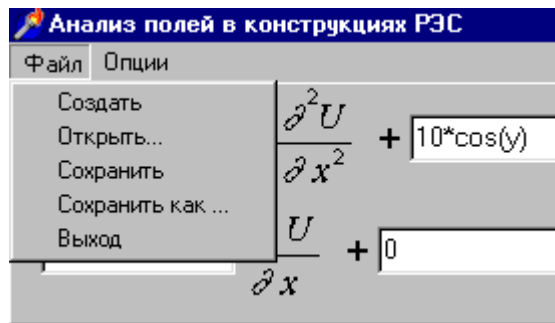 Анализ полей в конструкциях РЭС
Файл Опции
Создать
Открыть...
Сохранить
Сохранить как ...
Выход
∂²U
∂x²
+ 10*cos(y)
U
∂x
+ 0